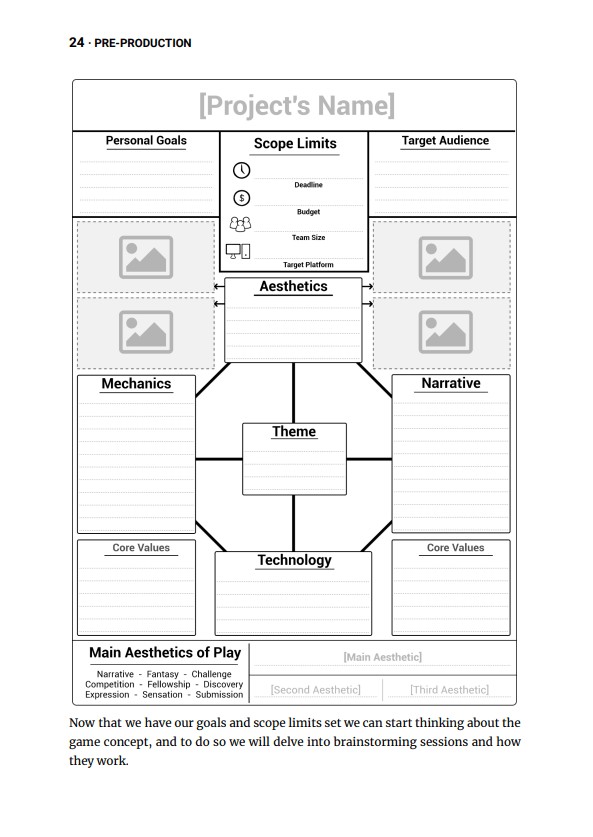 24 · PRE-PRODUCTION
[Project's Name]
Personal Goals
Scope Limits
Target Audience
$
Deadline
Budget
Team Size
Target Platform
Aesthetics
Mechanics
Narrative
Theme
Core Values
Technology
Core Values
Main Aesthetics of Play
Narrative - Fantasy - Challenge
Competition - Fellowship - Discovery
Expression - Sensation - Submission
[Main Aesthetic]
[Second Aesthetic]
[Third Aesthetic]
Now that we have our goals and scope limits set we can start thinking about the
game concept, and to do so we will delve into brainstorming sessions and how
they work.